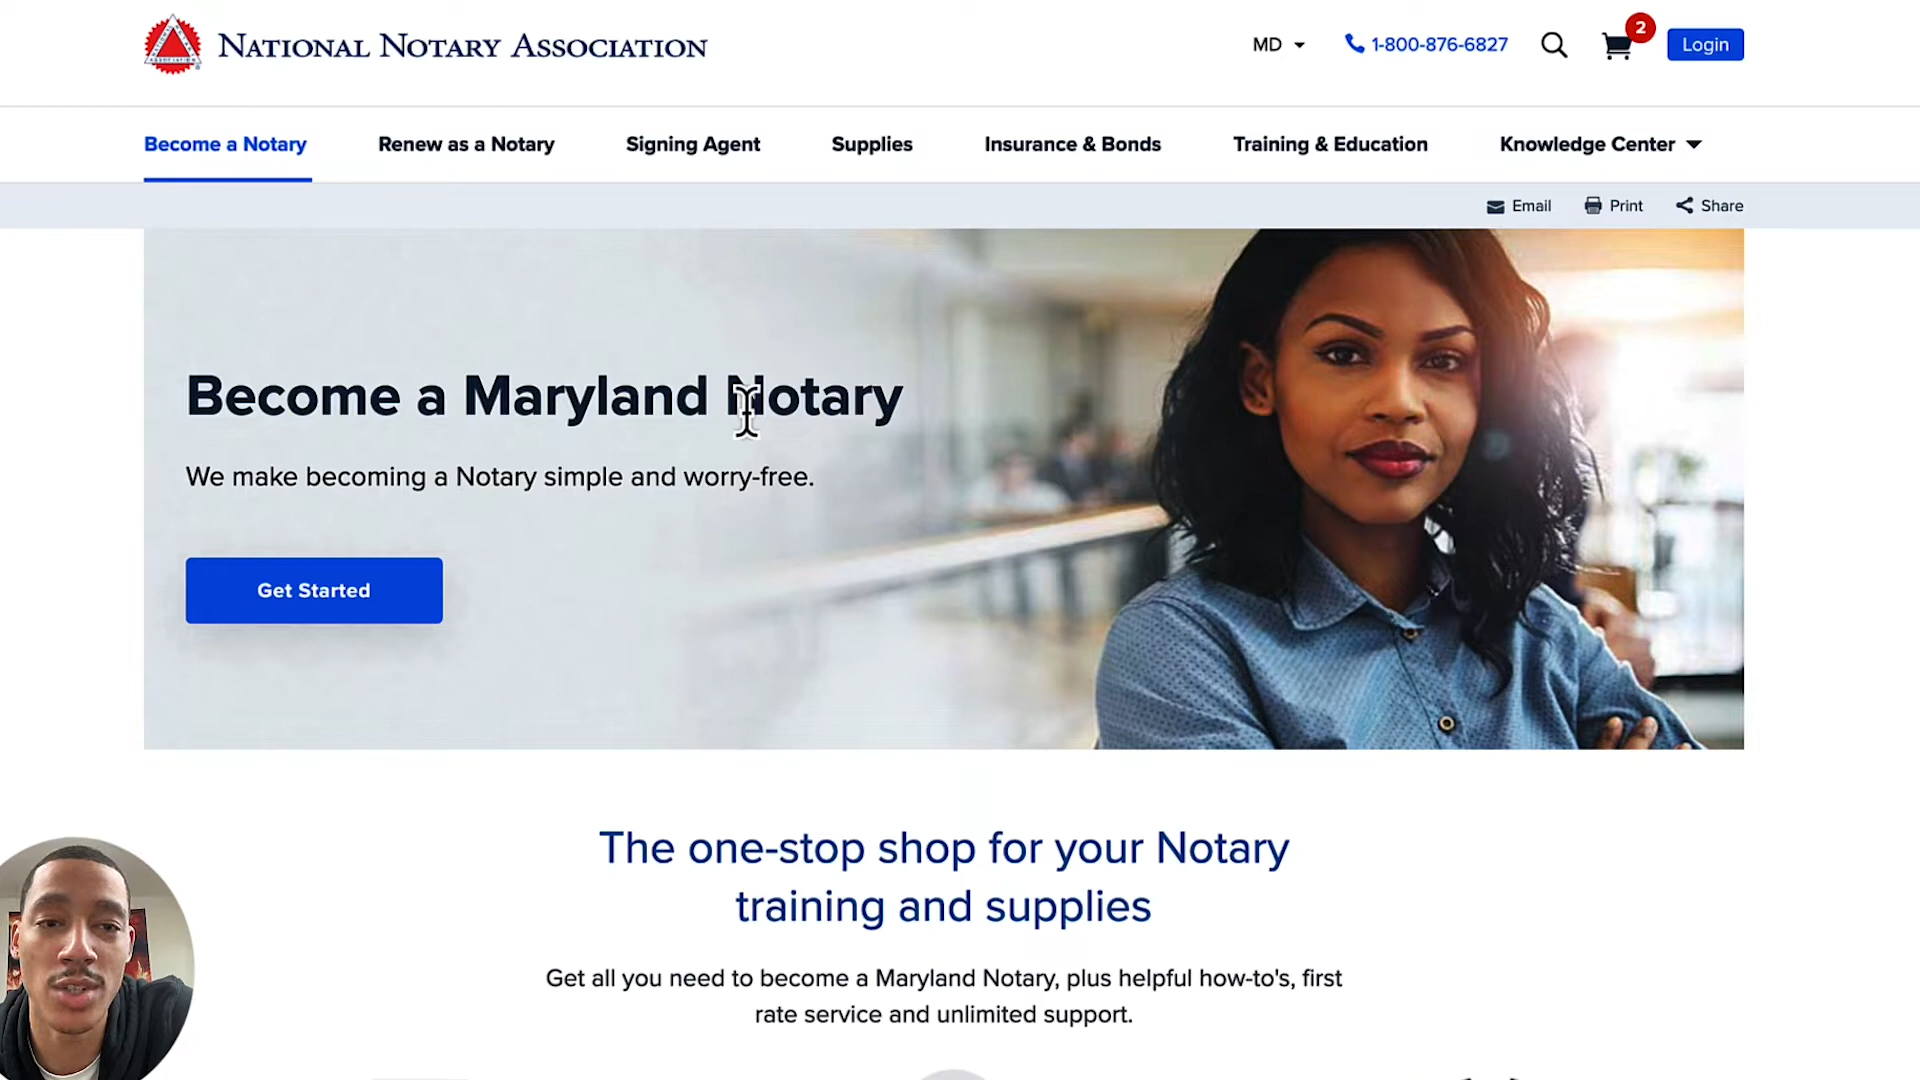 NATIONAL NOTARY ASSOCIATION
MD
1-800-876-6827
2
Login
Become a Notary
Renew as a Notary
Signing Agent
Supplies
Insurance & Bonds
Training & Education
Knowledge Center
Email
Print
Share
Become a Maryland Notary
We make becoming a Notary simple and worry-free.
Get Started
The one-stop shop for your Notary
training and supplies
Get all you need to become a Maryland Notary, plus helpful how-to's, first
rate service and unlimited support.